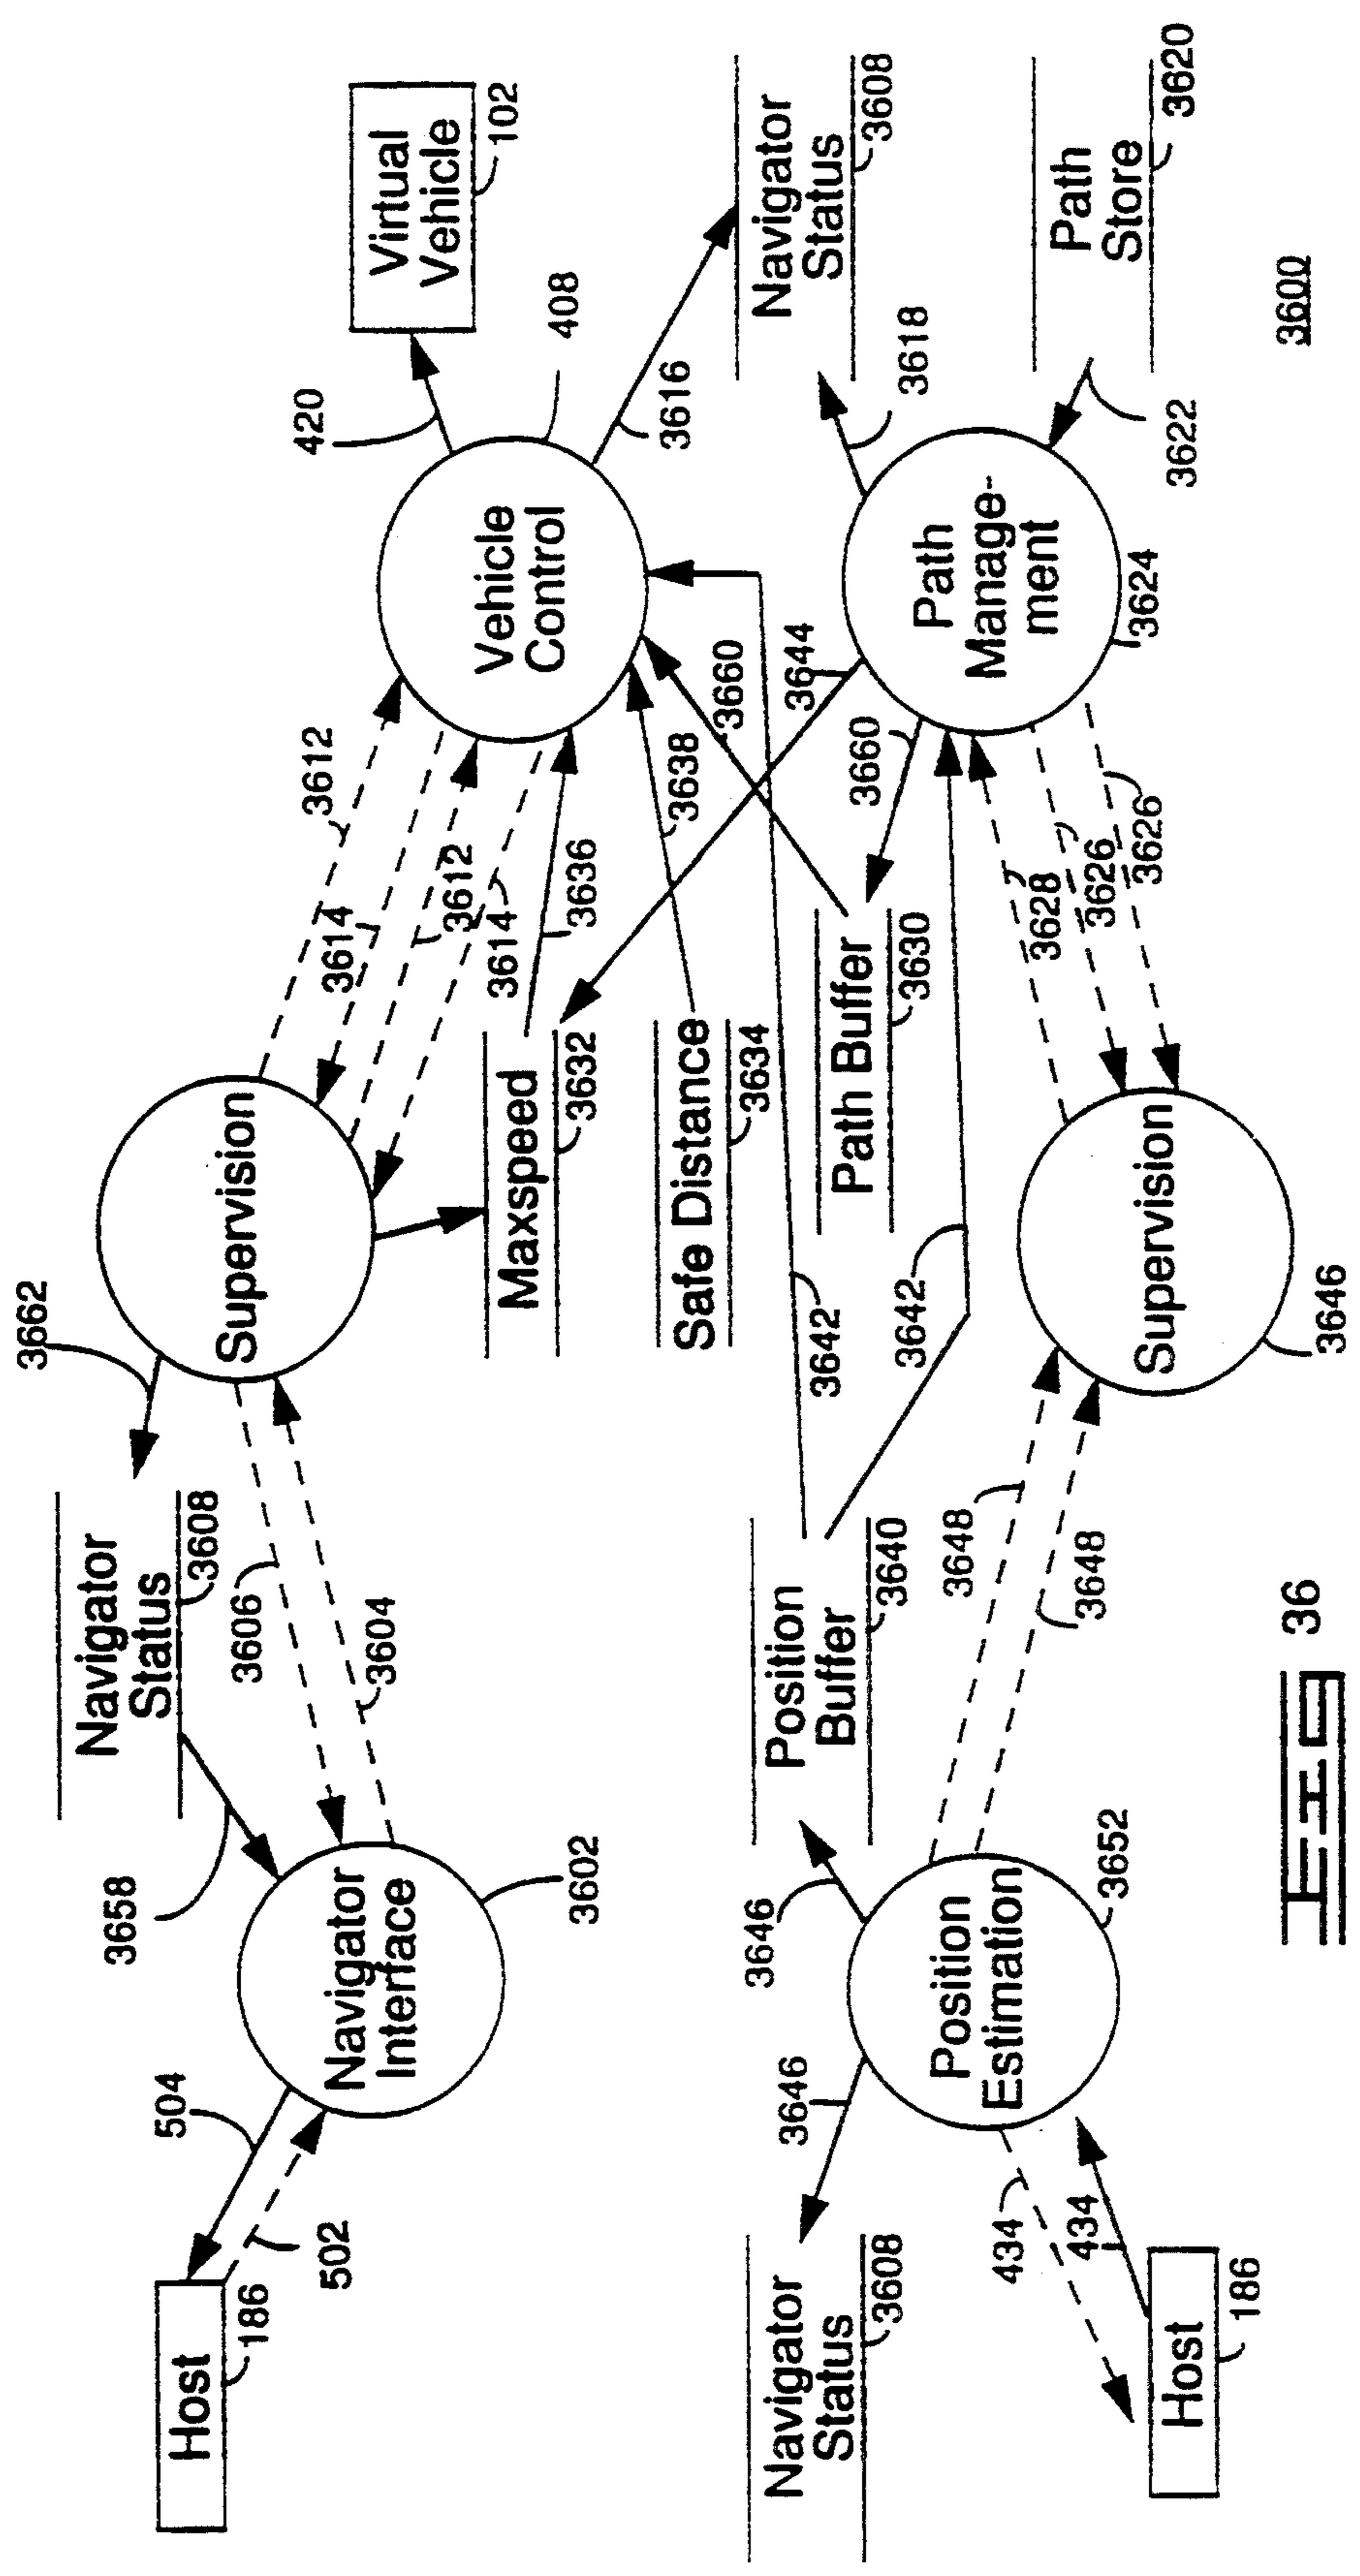 Host
186
504
502
Navigator
Interface
3602
3658
Navigator
Status
3608
3606
3604
3662
Supervision
3612
3614
3612
3614
420
Virtual
Vehicle
102
Vehicle
Control
408
3616
Navigator
Status
3608
3618
Maxspeed
3632
3636
Safe Distance
3634
3638
3660
3644
3660
Path Buffer
3630
3642
3642
Path
Manage-
ment
3624
Path
Store
3620
3622
3628
3626
3626
Navigator
Status
3608
3646
3646
Position
Buffer
3640
Position
Estimation
3652
434
434
Host
186
3648
3648
Supervision
3646
FIG 36
3600